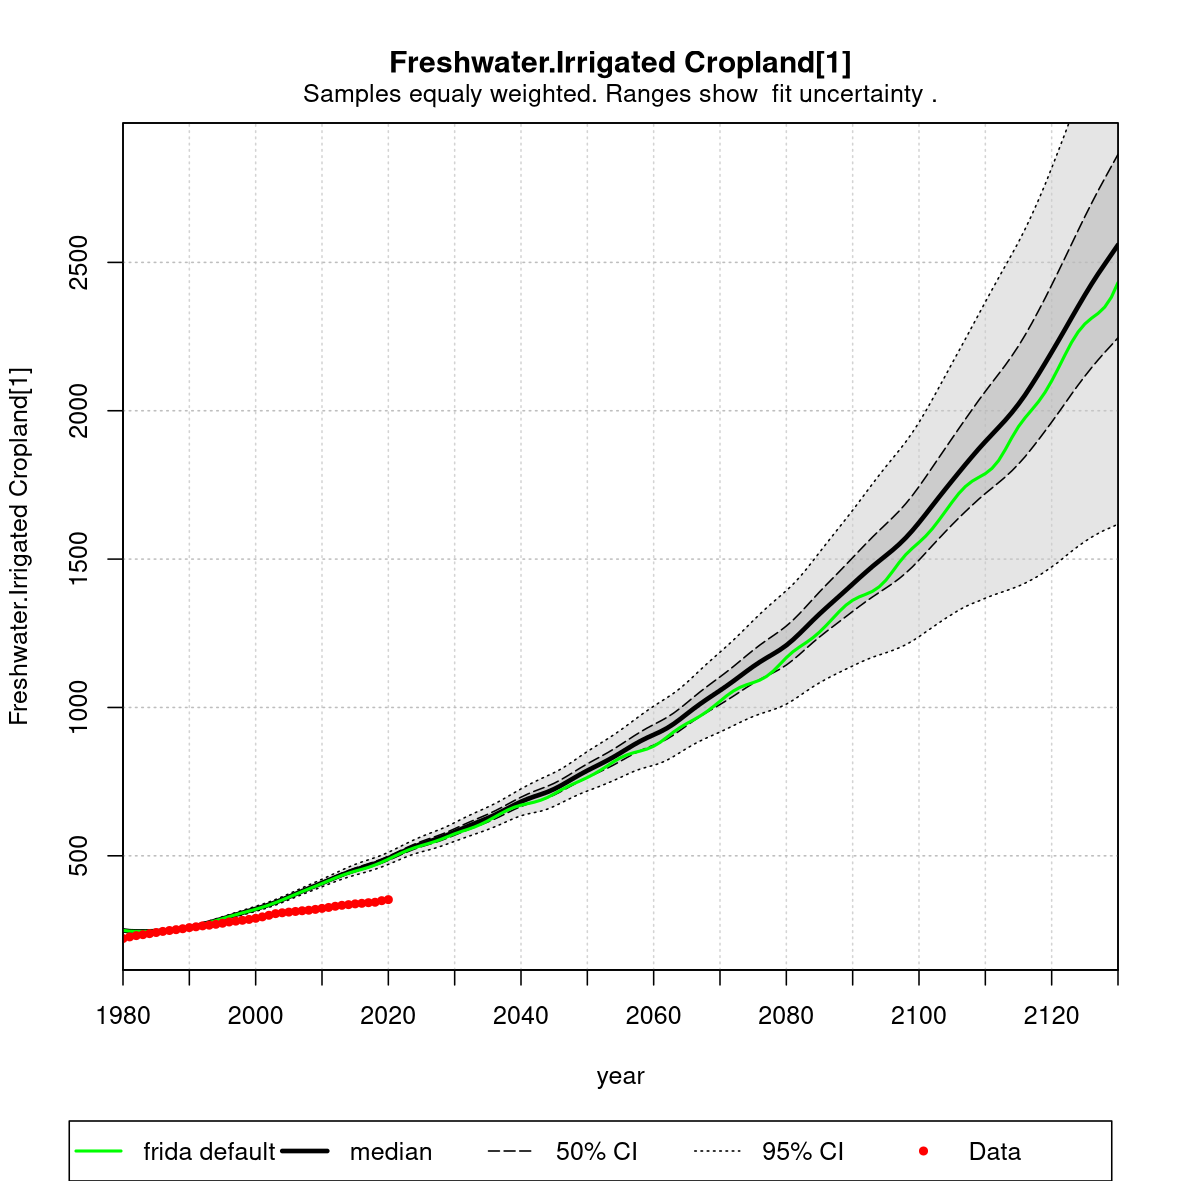 Freshwater.Irrigated Cropland[1]
Samples equaly weighted. Ranges show  fit uncertainty .
Freshwater.Irrigated Cropland[1]
2500
2000
1500
1000
500
1980 2000 2020 2040 2060 2080 2100 2120
year
frida default median 50% CI 95% CI Data